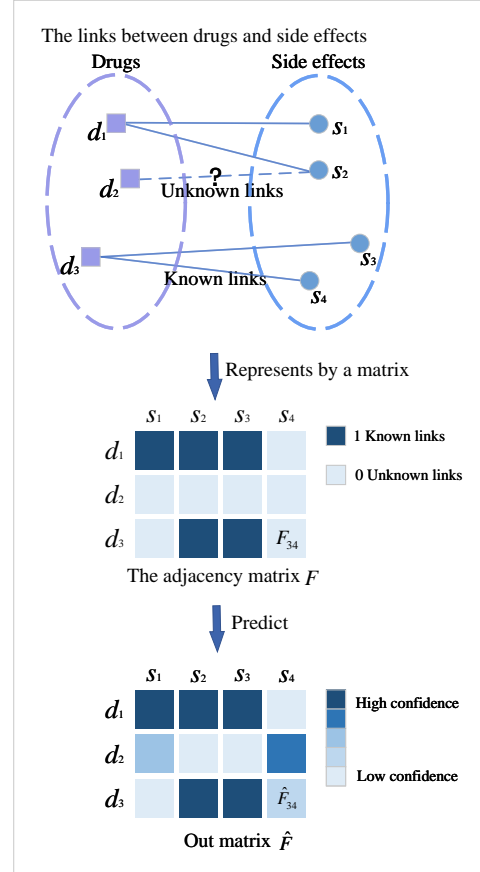 The links between drugs and side effects
Drugs Side effects
d1 s1
? s2
d2
Unknown links
d3 s3
Known links
s4
Represents by a matrix
s1 s2 s3 s4
d1 1 Known links
d2 0 Unknown links
d3 F34
The adjacency matrix F
Predict
s1 s2 s3 s4
d1 High confidence
d2
Low confidence
d3 F̂34
Out matrix F̂